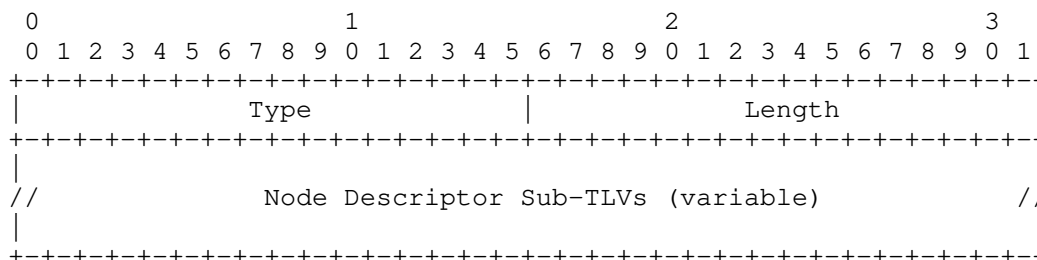 0                   1                   2                   3
 0 1 2 3 4 5 6 7 8 9 0 1 2 3 4 5 6 7 8 9 0 1 2 3 4 5 6 7 8 9 0 1
+-+-+-+-+-+-+-+-+-+-+-+-+-+-+-+-+-+-+-+-+-+-+-+-+-+-+-+-+-+-+-+-
|              Type             |             Length
+-+-+-+-+-+-+-+-+-+-+-+-+-+-+-+-+-+-+-+-+-+-+-+-+-+-+-+-+-+-+-+-
|
//              Node Descriptor Sub-TLVs (variable)            //
|
+-+-+-+-+-+-+-+-+-+-+-+-+-+-+-+-+-+-+-+-+-+-+-+-+-+-+-+-+-+-+-+-